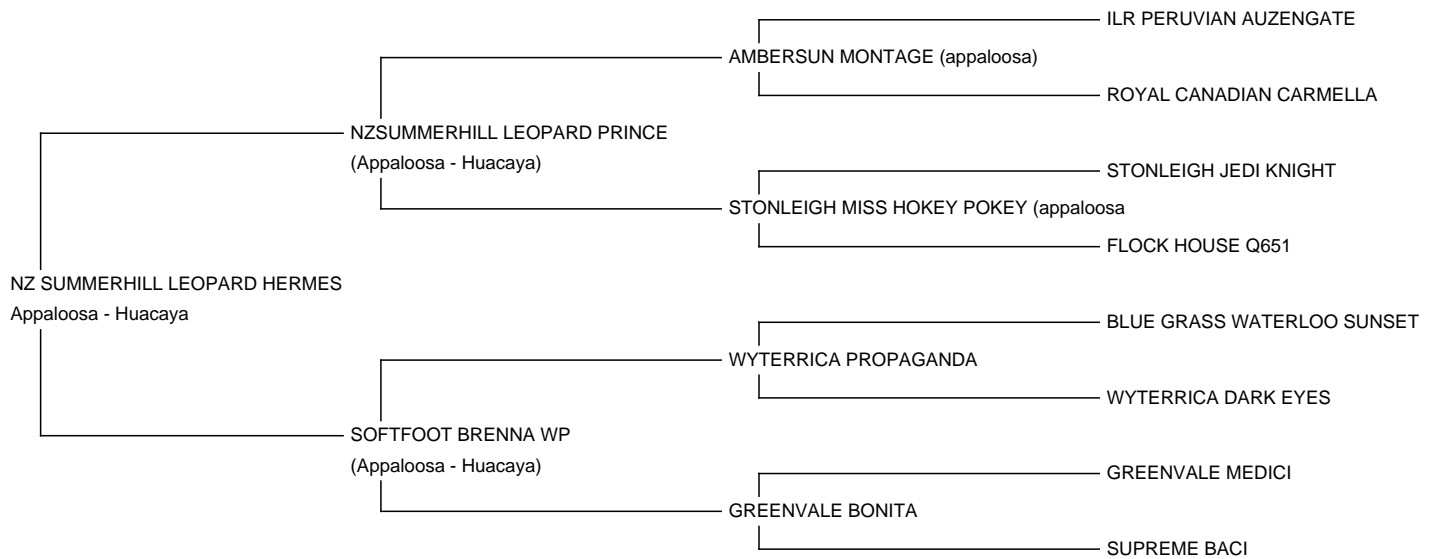 ILR PERUVIAN AUZENGATE
AMBERSUN MONTAGE (appaloosa)
ROYAL CANADIAN CARMELLA
NZSUMMERHILL LEOPARD PRINCE
(Appaloosa - Huacaya)
STONLEIGH JEDI KNIGHT
STONLEIGH MISS HOKEY POKEY (appaloosa
FLOCK HOUSE Q651
NZ SUMMERHILL LEOPARD HERMES
Appaloosa - Huacaya
BLUE GRASS WATERLOO SUNSET
WYTERRICA PROPAGANDA
WYTERRICA DARK EYES
SOFTFOOT BRENNA WP
(Appaloosa - Huacaya)
GREENVALE MEDICI
GREENVALE BONITA
SUPREME BACI